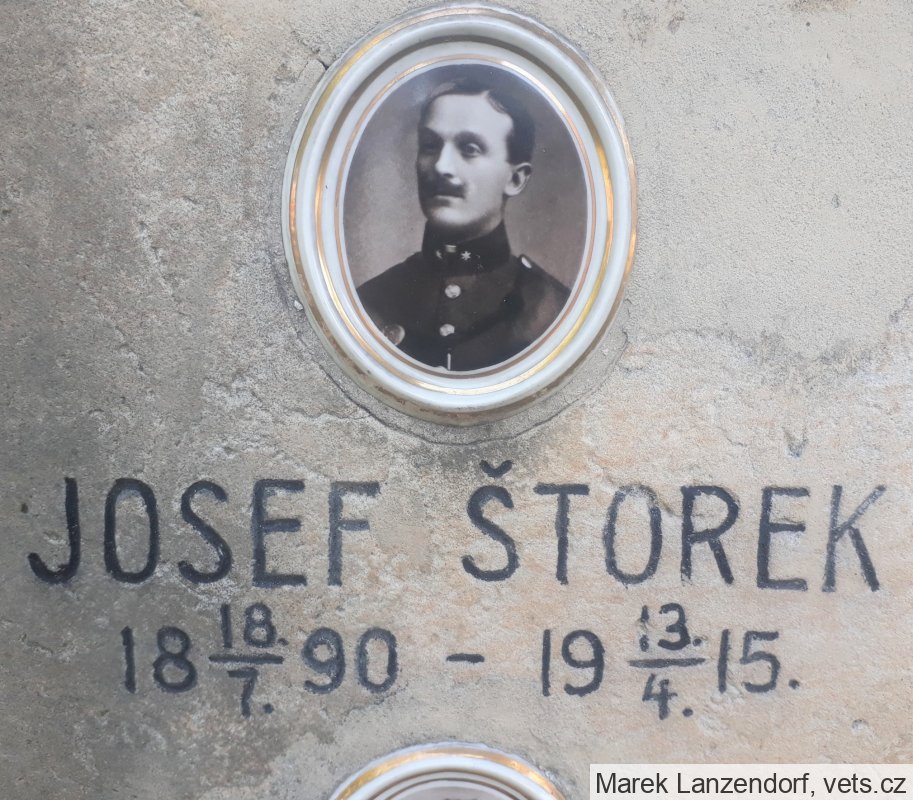 JOSEF ŠTOREK
18 18./7. 90 - 19 13./4. 15.
Marek Lanzendorf, vets.cz